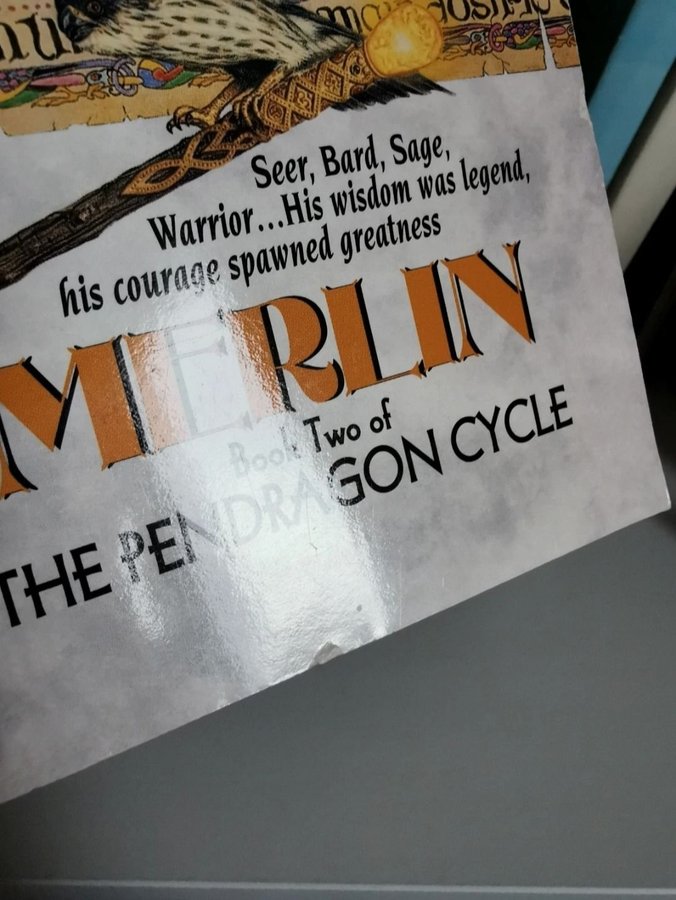 Seer, Bard, Sage,
Warrior...His wisdom was legend,
his courage spawned greatness
MERLIN
Book Two of
THE PENDRAGON CYCLE